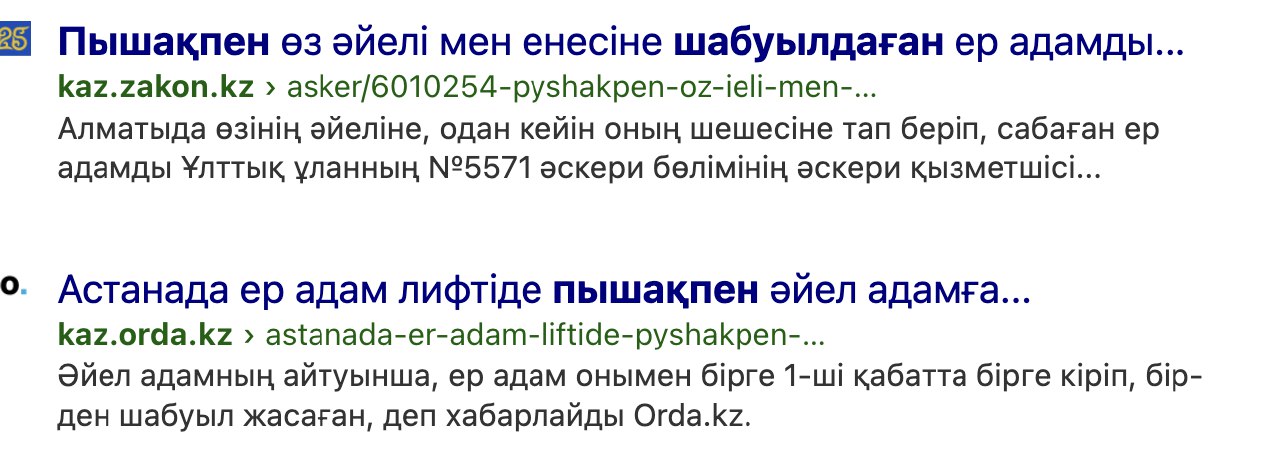 25
Пышақпен өз әйелі мен енесіне шабуылдаған ер адамды...
kaz.zakon.kz › asker/6010254-pyshakpen-oz-ieli-men-...
Алматыда өзінің әйеліне, одан кейін оның шешесіне тап беріп, сабаған ер
адамды Ұлттық ұланның №5571 әскери бөлімінің әскери қызметшісі...
o.
Астанада ер адам лифтіде пышақпен әйел адамға...
kaz.orda.kz › astanada-er-adam-liftide-pyshakpen-...
Әйел адамның айтуынша, ер адам онымен бірге 1-ші қабатта бірге кіріп, бір-
ден шабуыл жасаған, деп хабарлайды Orda.kz.